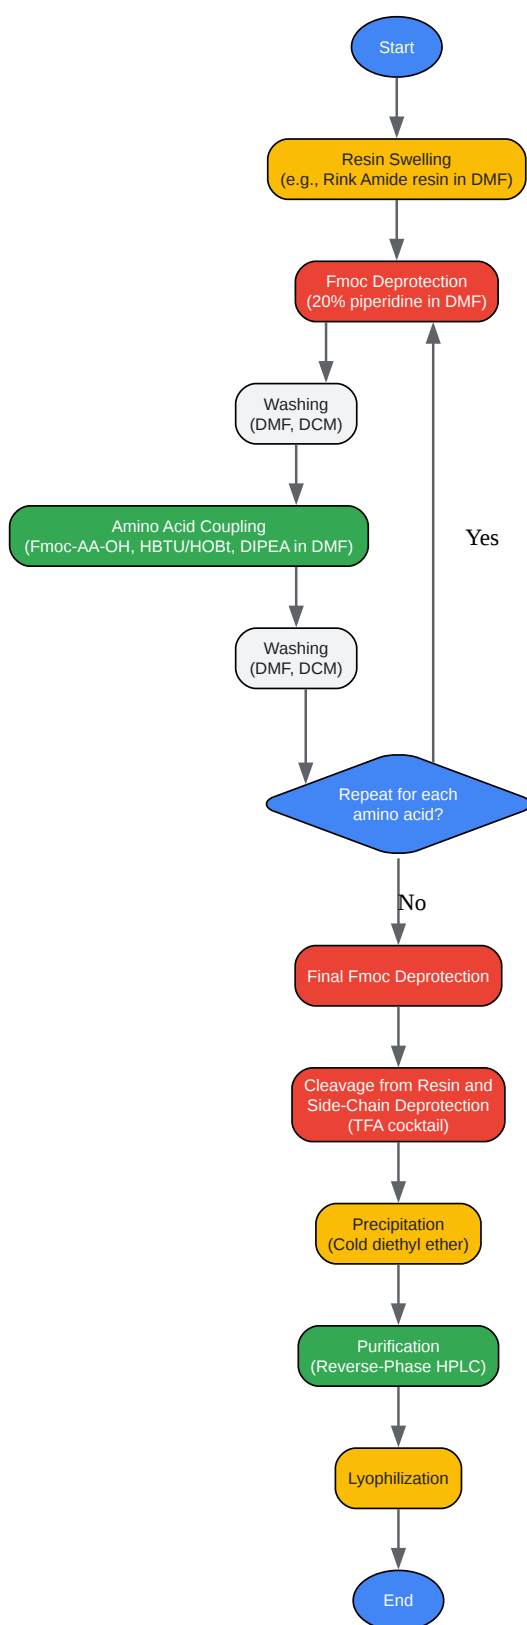 Start
Resin Swelling
(e.g., Rink Amide resin in DMF)
Fmoc Deprotection
(20% piperidine in DMF)
Washing
(DMF, DCM)
Amino Acid Coupling
(Fmoc-AA-OH, HBTU/HOBt, DIPEA in DMF)
Yes
Washing
(DMF, DCM)
Repeat for each
amino acid?
No
Final Fmoc Deprotection
Cleavage from Resin and
Side-Chain Deprotection
(TFA cocktail)
Precipitation
(Cold diethyl ether)
Purification
(Reverse-Phase HPLC)
Lyophilization
End